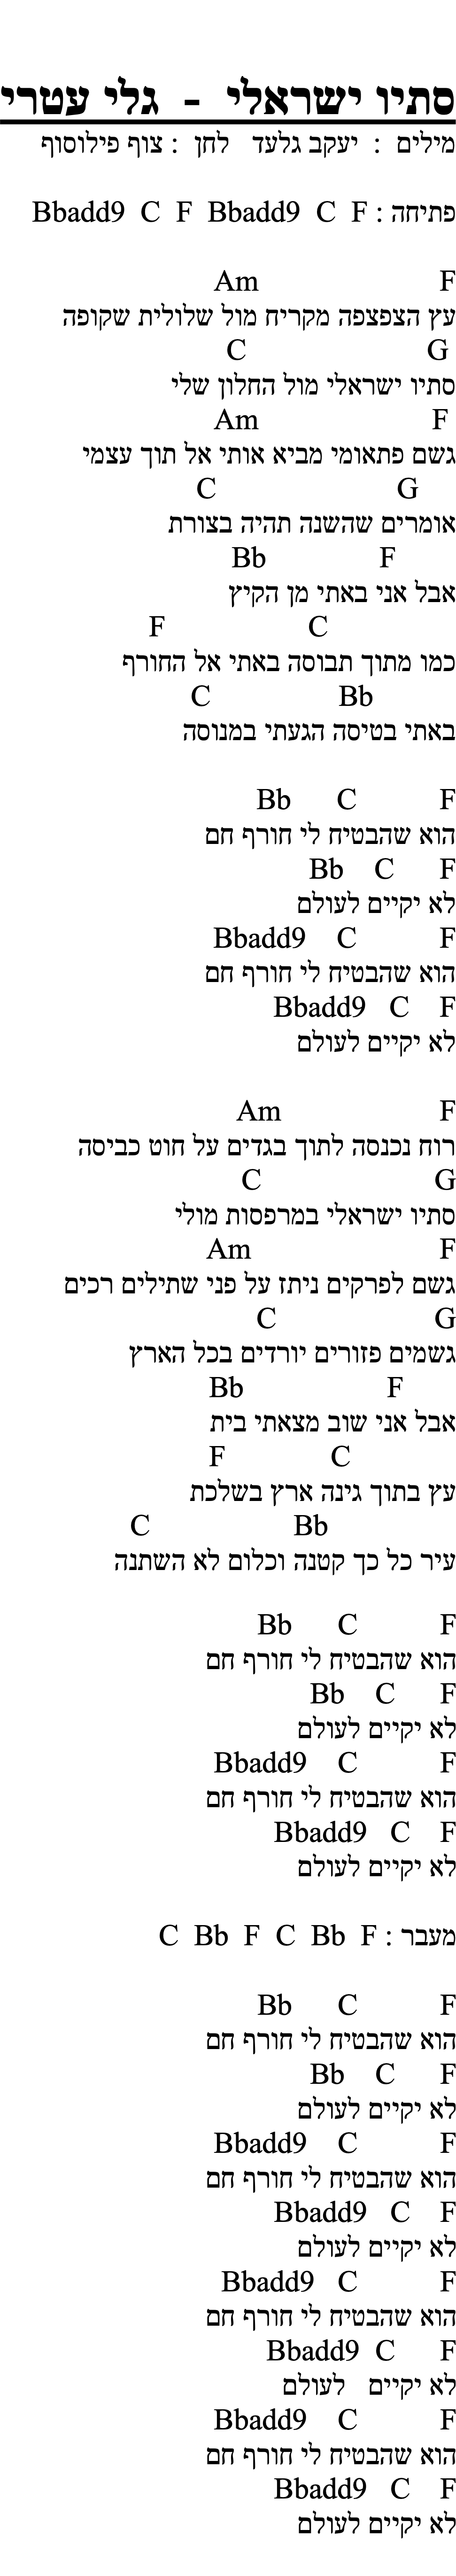 סתיו ישראלי - גלי עטרי
מילים : יעקב גלעד לחן : צוף פילוסוף
פתיחה : F C Bbadd9 F C Bbadd9
F Am
עץ הצפצפה מקריח מול שלולית שקופה
G C
סתיו ישראלי מול החלון שלי
F Am
גשם פתאומי מביא אותי אל תוך עצמי
G C
אומרים שהשנה תהיה בצורת
F Bb
אבל אני באתי מן הקיץ
C F
כמו מתוך תבוסה באתי אל החורף
Bb C
באתי בטיסה הגעתי במנוסה
F C Bb
הוא שהבטיח לי חורף חם
F C Bb
לא יקיים לעולם
F C Bbadd9
הוא שהבטיח לי חורף חם
F C Bbadd9
לא יקיים לעולם
F Am
רוח נכנסה לתוך בגדים על חוט כביסה
G C
סתיו ישראלי במרפסות מולי
F Am
גשם לפרקים ניתז על פני שתילים רכים
G C
גשמים פזורים יורדים בכל הארץ
F Bb
אבל אני שוב מצאתי בית
C F
עץ בתוך גינה ארץ בשלכת
Bb C
עיר כל כך קטנה וכלום לא השתנה
F C Bb
הוא שהבטיח לי חורף חם
F C Bb
לא יקיים לעולם
F C Bbadd9
הוא שהבטיח לי חורף חם
F C Bbadd9
לא יקיים לעולם
מעבר : F Bb C F Bb C
F C Bb
הוא שהבטיח לי חורף חם
F C Bb
לא יקיים לעולם
F C Bbadd9
הוא שהבטיח לי חורף חם
F C Bbadd9
לא יקיים לעולם
F C Bbadd9
הוא שהבטיח לי חורף חם
F C Bbadd9
לא יקיים לעולם
F C Bbadd9
הוא שהבטיח לי חורף חם
F C Bbadd9
לא יקיים לעולם